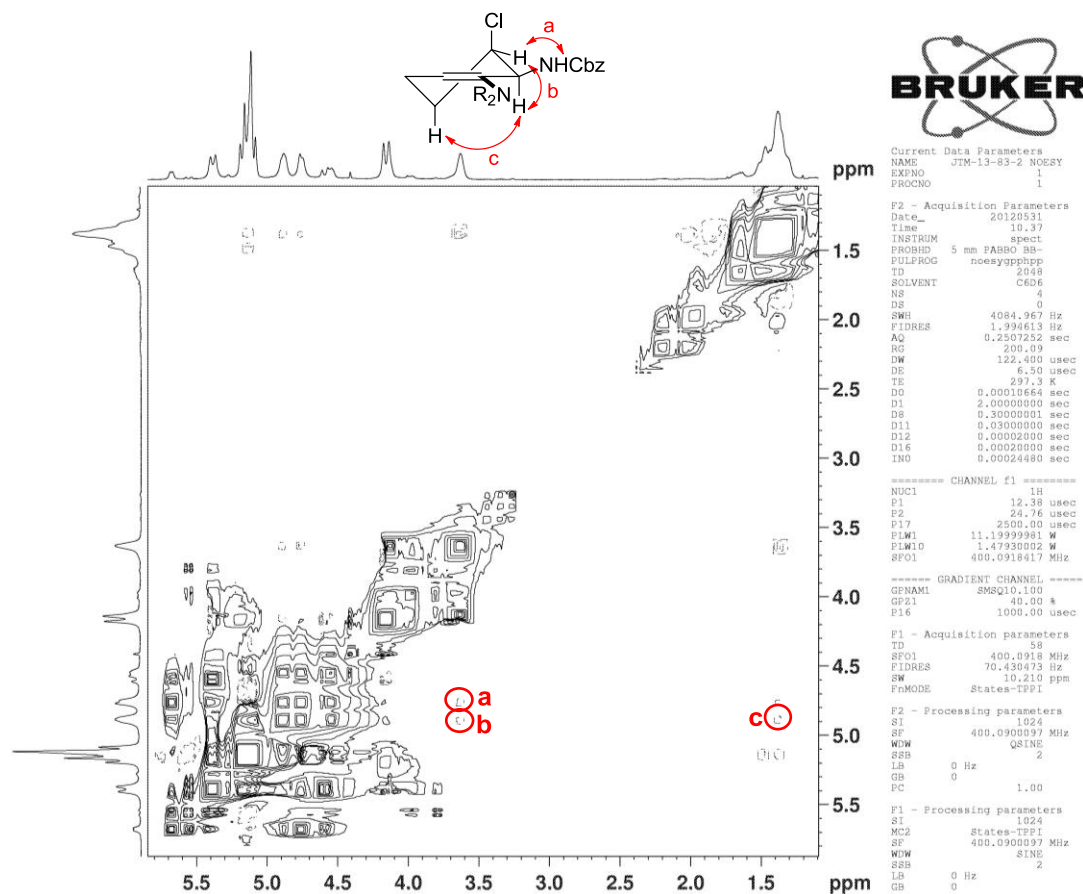 Cl
a
H
NHCbz
R2N
b
H
H
c
ppm
1.5
2.0
2.5
3.0
3.5
4.0
4.5
5.0
5.5
a
b
c
5.5 5.0 4.5 4.0 3.5 3.0 2.5 2.0 1.5 ppm
BRUKER
Current Data Parameters
NAME JTM-13-83-2 NOESY
EXPNO 1
PROCNO 1
F2 - Acquisition Parameters
Date_ 20120531
Time 10.37
INSTRUM spect
PROBHD 5 mm PABBO BB-
PULPROG noesygpphpp
TD 2048
SOLVENT C6D6
NS 4
DS 0
SWH 4084.967 Hz
FIDRES 1.994613 Hz
AQ 0.2507252 sec
RG 200.09
DW 122.400 usec
DE 6.50 usec
TE 297.3 K
D0 0.00010664 sec
D1 2.00000000 sec
D8 0.30000001 sec
D11 0.03000000 sec
D12 0.00002000 sec
D16 0.00020000 sec
IN0 0.00024480 sec
======== CHANNEL f1 ========
NUC1 1H
P1 12.38 usec
P2 24.76 usec
P17 2500.00 usec
PLW1 11.19999981 W
PLW10 1.47930002 W
SFO1 400.0918417 MHz
====== GRADIENT CHANNEL =====
GPNAM1 SMSQ10.100
GPZ1 40.00 %
P16 1000.00 usec
F1 - Acquisition parameters
TD 58
SFO1 400.0918 MHz
FIDRES 70.430473 Hz
SW 10.210 ppm
FnMODE States-TPPI
F2 - Processing parameters
SI 1024
SF 400.0900097 MHz
WDW QSINE
SSB 2
LB 0 Hz
GB 0
PC 1.00
F1 - Processing parameters
SI 1024
MC2 States-TPPI
SF 400.0900097 MHz
WDW SINE
SSB 2
LB 0 Hz
GB 0